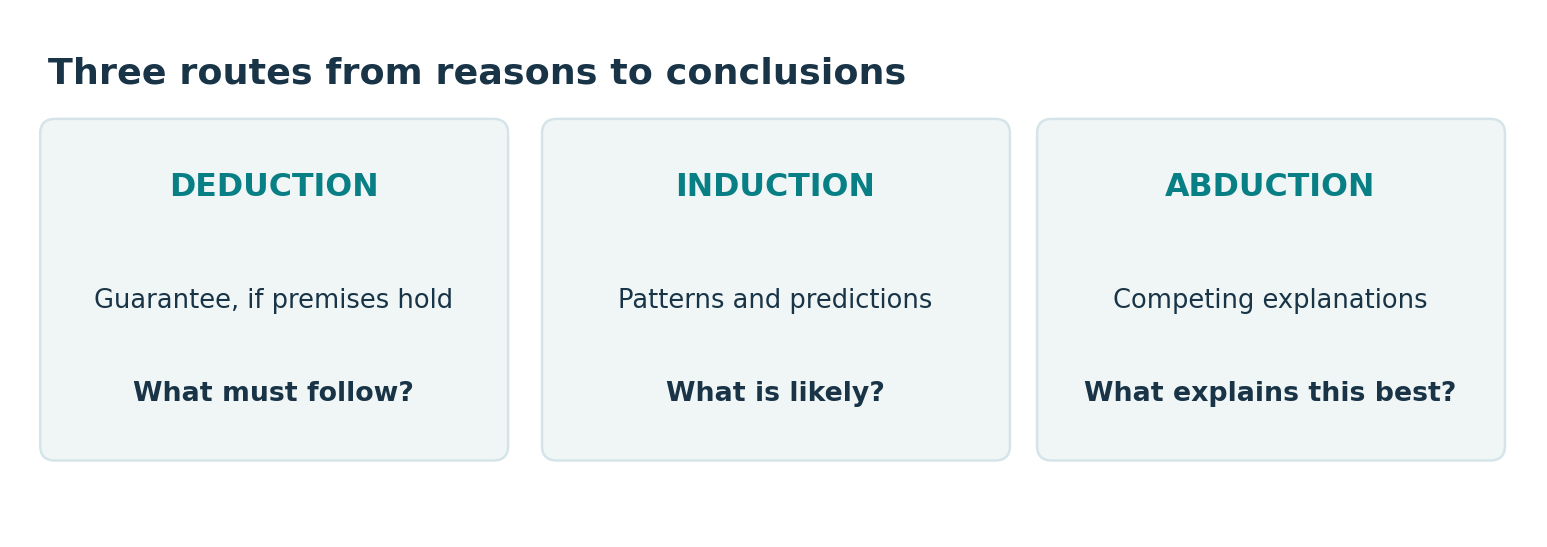 Three routes from reasons to conclusions
DEDUCTION
Guarantee, if premises hold
What must follow?
INDUCTION
Patterns and predictions
What is likely?
ABDUCTION
Competing explanations
What explains this best?